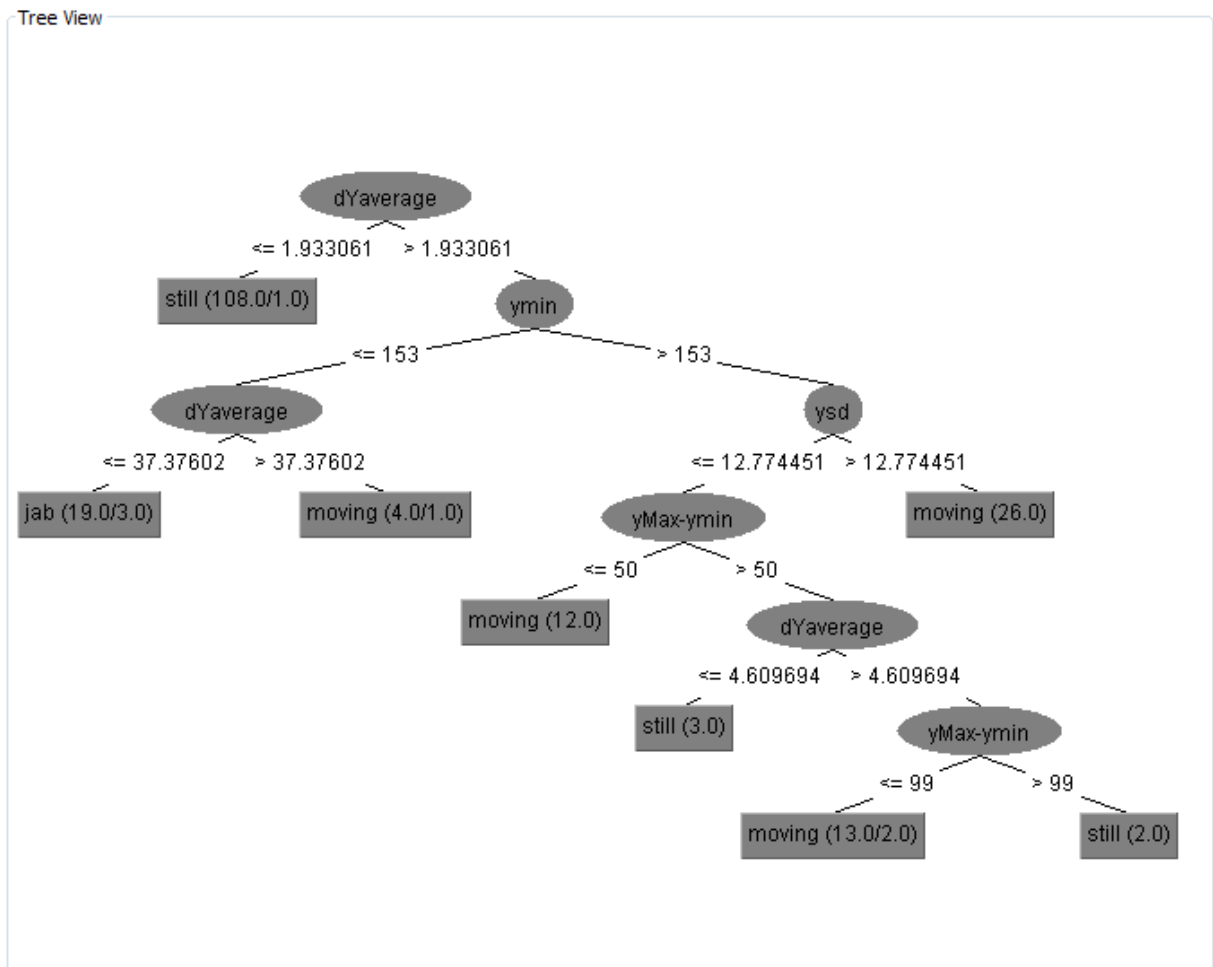 Tree View
dYaverage
<= 1.933061 > 1.933061
still (108.0/1.0)
ymin
<= 153 > 153
dYaverage
ysd
<= 37.37602 > 37.37602
<= 12.774451 > 12.774451
jab (19.0/3.0)
moving (4.0/1.0)
yMax-ymin
moving (26.0)
<= 50 > 50
moving (12.0)
dYaverage
<= 4.609694 > 4.609694
still (3.0)
yMax-ymin
<= 99 > 99
moving (13.0/2.0)
still (2.0)